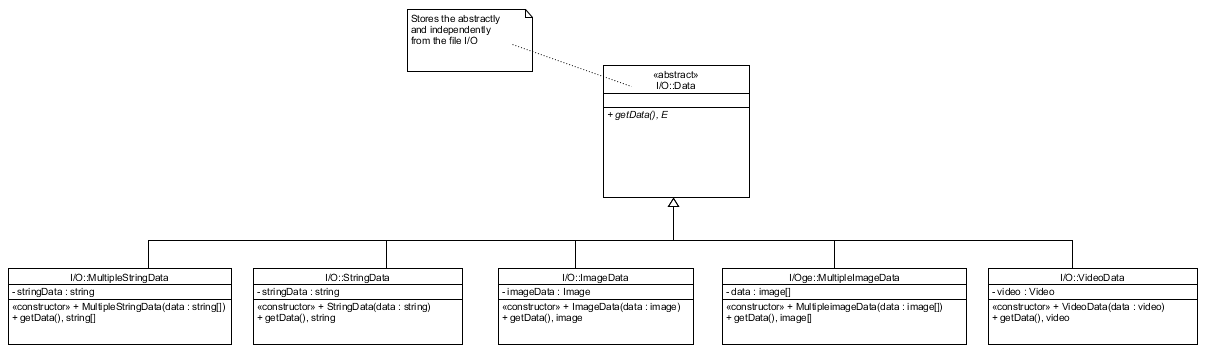 Stores the abstractly
and independently
from the file I/O
«abstract»
I/O::Data
+ getData(), E
I/O::MultipleStringData
- stringData : string
«constructor» + MultipleStringData(data : string[])
+ getData(), string[]
I/O::StringData
- stringData : string
«constructor» + StringData(data : string)
+ getData(), string
I/O::ImageData
- imageData : Image
«constructor» + ImageData(data : image)
+ getData(), image
I/Oge::MultipleImageData
- data : image[]
«constructor» + MultipleimageData(data : image[])
+ getData(), image[]
I/O::VideoData
- video : Video
«constructor» + VideoData(data : video)
+ getData(), video